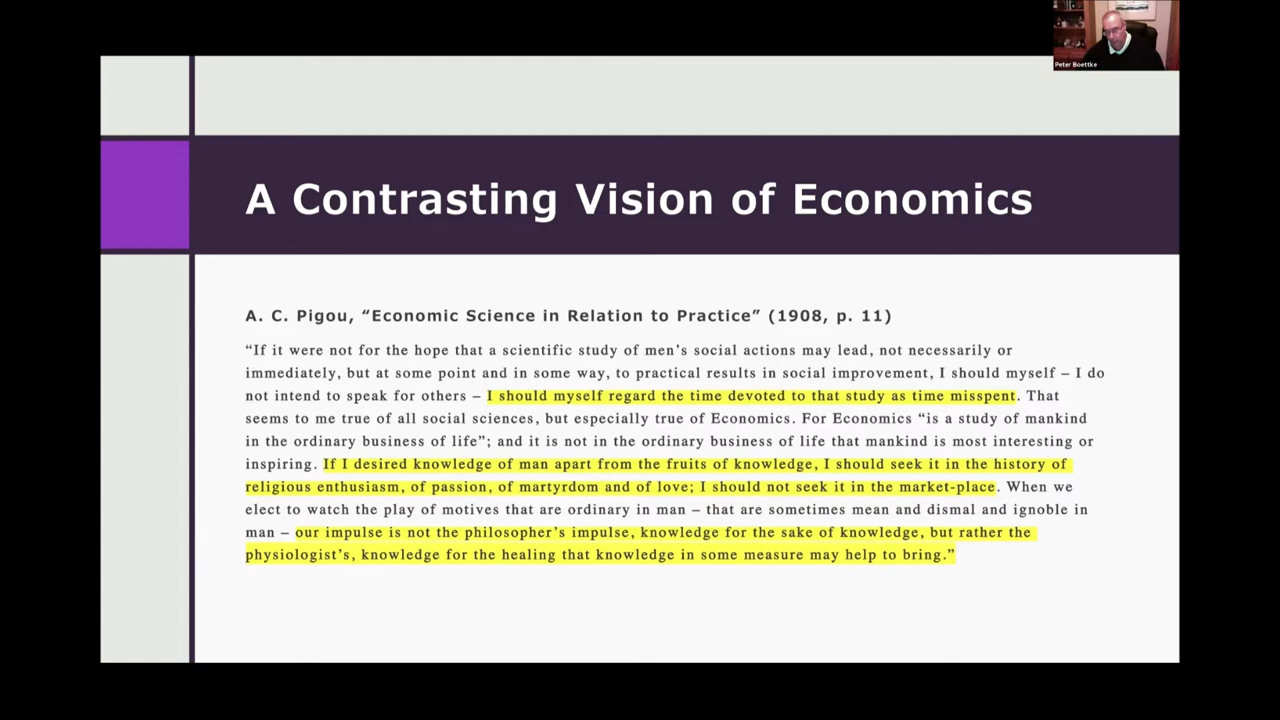 Peter Boettke
A Contrasting Vision of Economics
A. C. Pigou, “Economic Science in Relation to Practice” (1908, p. 11)
“If it were not for the hope that a scientific study of men’s social actions may lead, not necessarily or
immediately, but at some point and in some way, to practical results in social improvement, I should myself – I do
not intend to speak for others – I should myself regard the time devoted to that study as time misspent. That
seems to me true of all social sciences, but especially true of Economics. For Economics “is a study of mankind
in the ordinary business of life”; and it is not in the ordinary business of life that mankind is most interesting or
inspiring. If I desired knowledge of man apart from the fruits of knowledge, I should seek it in the history of
religious enthusiasm, of passion, of martyrdom and of love; I should not seek it in the market-place. When we
elect to watch the play of motives that are ordinary in man – that are sometimes mean and dismal and ignoble in
man – our impulse is not the philosopher’s impulse, knowledge for the sake of knowledge, but rather the
physiologist’s, knowledge for the healing that knowledge in some measure may help to bring.”